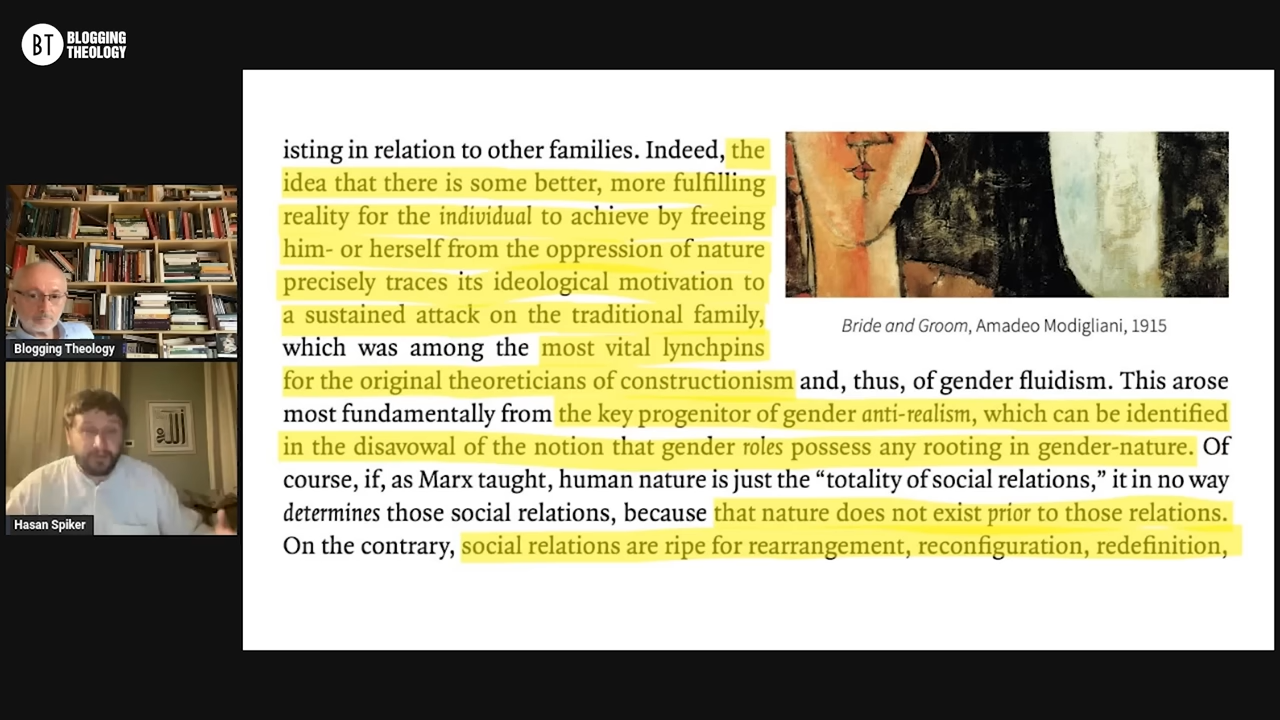 BT BLOGGING
THEOLOGY
isting in relation to other families. Indeed, the
idea that there is some better, more fulfilling
reality for the individual to achieve by freeing
him- or herself from the oppression of nature
precisely traces its ideological motivation to
a sustained attack on the traditional family,
which was among the most vital lynchpins
for the original theoreticians of constructionism and, thus, of gender fluidism. This arose
most fundamentally from the key progenitor of gender anti-realism, which can be identified
in the disavowal of the notion that gender roles possess any rooting in gender-nature. Of
course, if, as Marx taught, human nature is just the “totality of social relations,” it in no way
determines those social relations, because that nature does not exist prior to those relations.
On the contrary, social relations are ripe for rearrangement, reconfiguration, redefinition,
Bride and Groom, Amadeo Modigliani, 1915
Blogging Theology
الله
Hasan Spiker